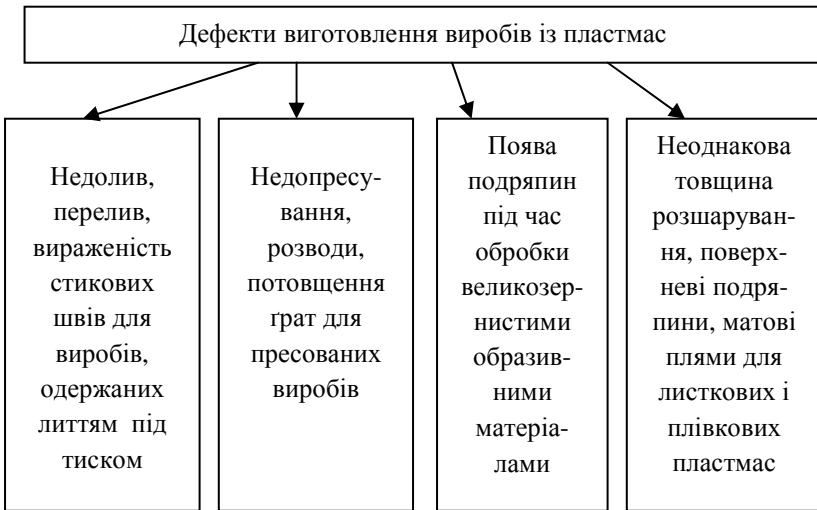 Дефекти виготовлення виробів із пластмас
Недолив,
перелив,
вираженість
стикових
швів для
виробів,
одержаних
литтям під
тиском
Недопресу-
вання,
розводи,
потовщення
ґрат для
пресованих
виробів
Поява
подряпин
під час
обробки
великозер-
нистими
образив-
ними
матеріа-
лами
Неоднакова
товщина
розшаруван-
ня, поверх-
неві подря-
пини, матові
плями для
листкових і
плівкових
пластмас